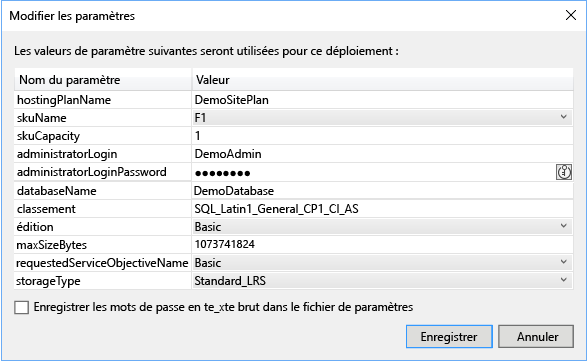 Modifier les paramètres
Les valeurs de paramètre suivantes seront utilisées pour ce déploiement :
Nom du paramètre Valeur
hostingPlanName DemoSitePlan
skuName F1
skuCapacity 1
administratorLogin DemoAdmin
administratorLoginPassword ●●●●●●●●
databaseName DemoDatabase
classement SQL_Latin1_General_CP1_CI_AS
édition Basic
maxSizeBytes 1073741824
requestedServiceObjectiveName Basic
storageType Standard_LRS
Enregistrer les mots de passe en te_xte brut dans le fichier de paramètres
Enregistrer Annuler